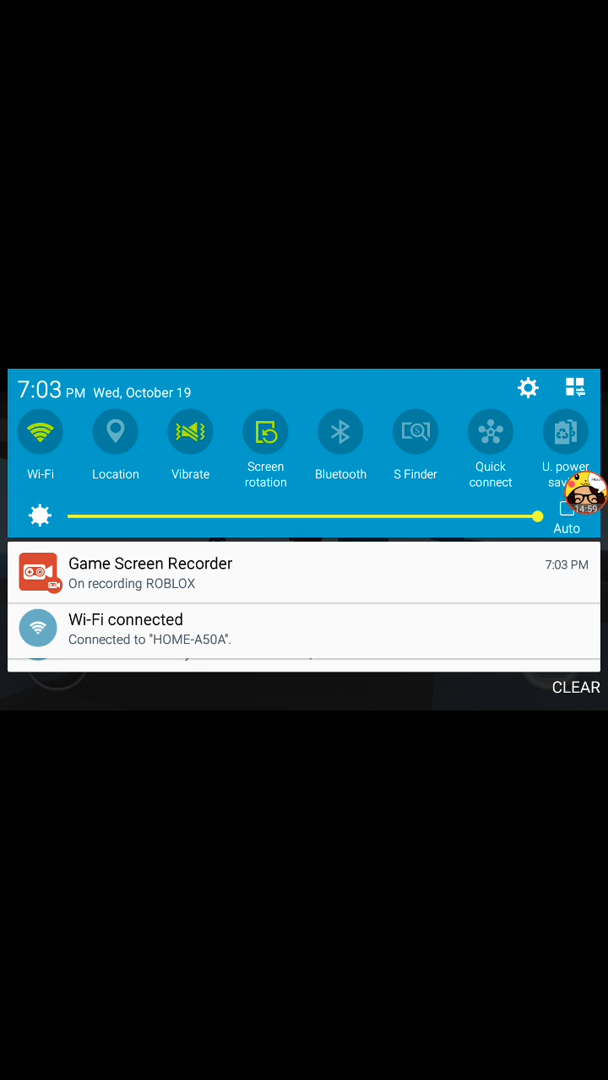 7:03 PM Wed, October 19
Wi-Fi
Location
Vibrate
Screen
rotation
Bluetooth
S Finder
Quick
connect
U. power
14:59
Auto
Game Screen Recorder
7:03 PM
On recording ROBLOX
Wi-Fi connected
Connected to "HOME-A50A".
CLEAR